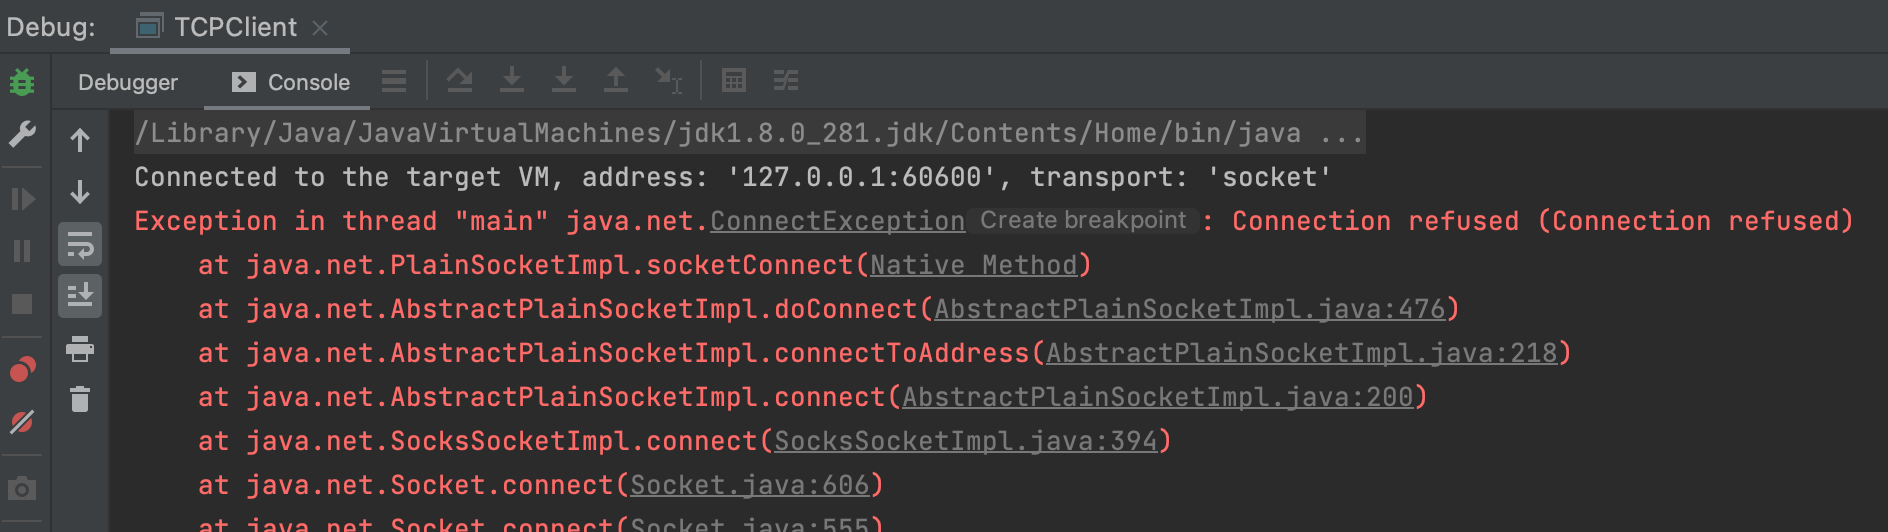 Debug: TCPClient
Debugger Console
/Library/Java/JavaVirtualMachines/jdk1.8.0_281.jdk/Contents/Home/bin/java ...
Connected to the target VM, address: '127.0.0.1:60600', transport: 'socket'
Exception in thread "main" java.net.ConnectException Create breakpoint : Connection refused (Connection refused)
at java.net.PlainSocketImpl.socketConnect(Native Method)
at java.net.AbstractPlainSocketImpl.doConnect(AbstractPlainSocketImpl.java:476)
at java.net.AbstractPlainSocketImpl.connectToAddress(AbstractPlainSocketImpl.java:218)
at java.net.AbstractPlainSocketImpl.connect(AbstractPlainSocketImpl.java:200)
at java.net.SocksSocketImpl.connect(SocksSocketImpl.java:394)
at java.net.Socket.connect(Socket.java:606)
at java.net.Socket.connect(Socket.java:555)